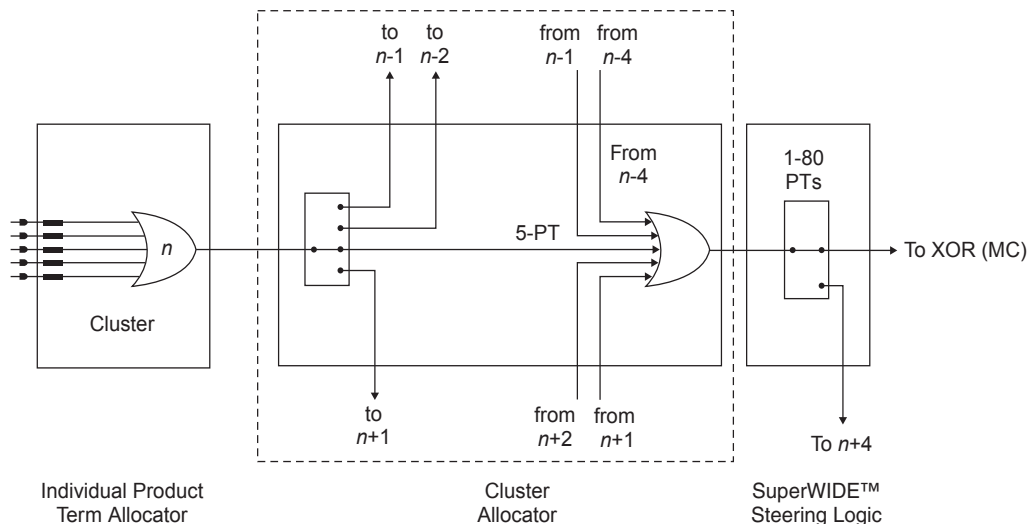 to
n-1
to
n-2
from
n-1
from
n-4
From
n-4
1-80
PTs
n
5-PT
To XOR (MC)
Cluster
to
n+1
from
n+2
from
n+1
To n+4
Individual Product
Term Allocator
Cluster
Allocator
SuperWIDE™
Steering Logic